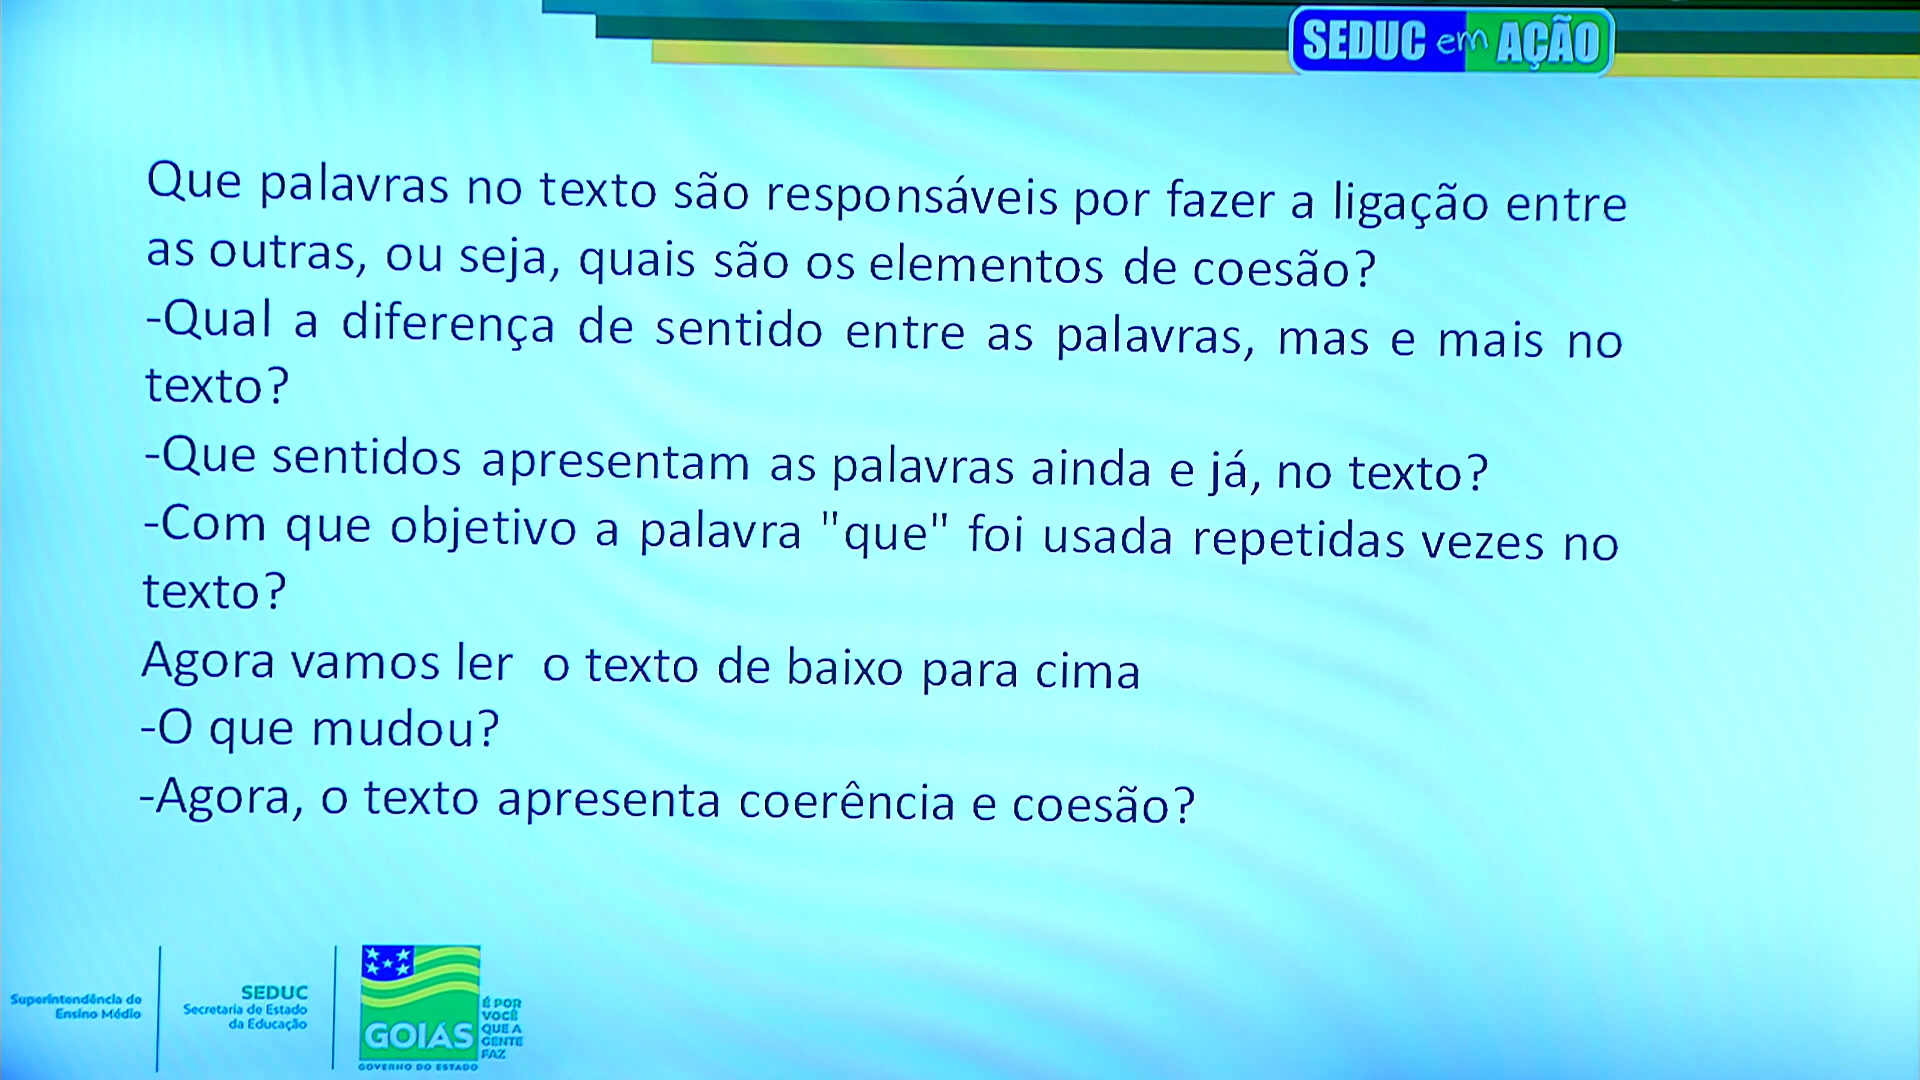 SEDUC em AÇÃO
Que palavras no texto são responsáveis por fazer a ligação entre
as outras, ou seja, quais são os elementos de coesão?
-Qual a diferença de sentido entre as palavras, mas e mais no
texto?
-Que sentidos apresentam as palavras ainda e já, no texto?
-Com que objetivo a palavra "que" foi usada repetidas vezes no
texto?
Agora vamos ler o texto de baixo para cima
-O que mudou?
-Agora, o texto apresenta coerência e coesão?
Superintendência de
Ensino Médio
SEDUC
Secretaria de Estado
da Educação
GOIÁS
GOVERNO DO ESTADO
É POR
VOCÊ
QUE A
GENTE
FAZ